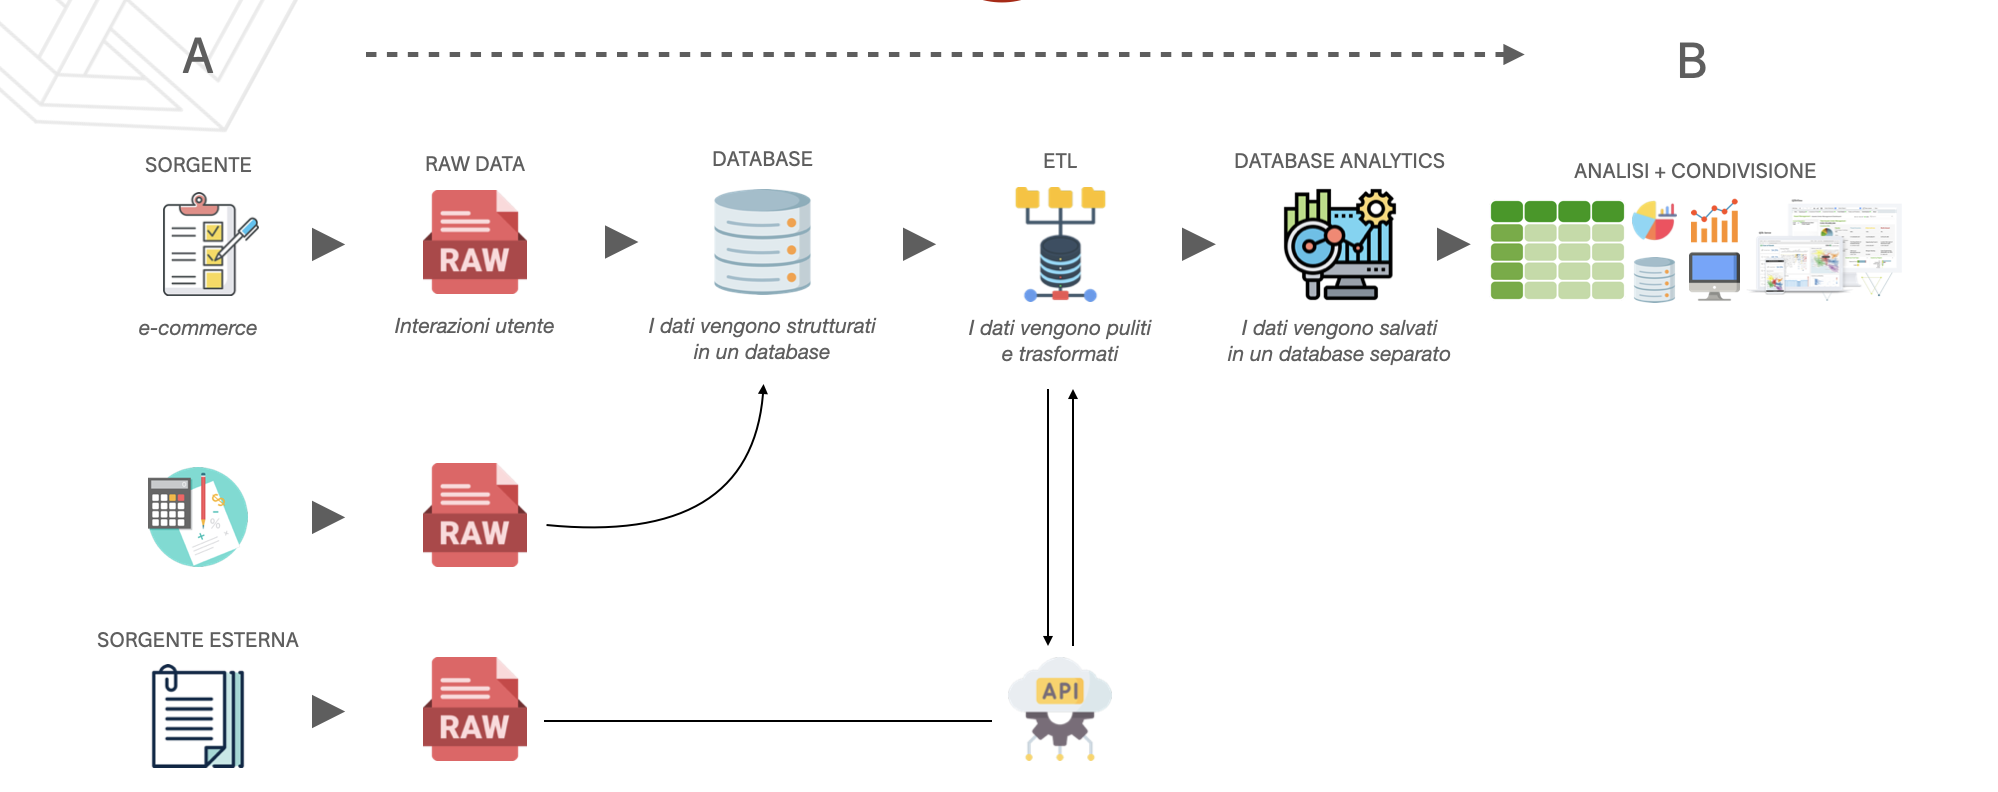 A
B
SORGENTE
RAW DATA
DATABASE
ETL
DATABASE ANALYTICS
ANALISI + CONDIVISIONE
RAW
e-commerce
Interazioni utente
I dati vengono strutturati
in un database
I dati vengono puliti
e trasformati
I dati vengono salvati
in un database separato
RAW
SORGENTE ESTERNA
RAW
API